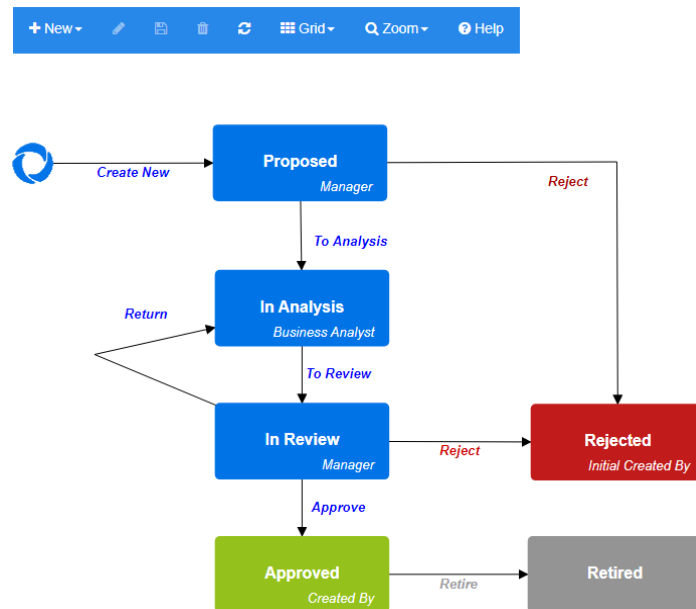 New
Grid
Zoom
Help
Proposed
Manager
Create New
Reject
To Analysis
In Analysis
Business Analyst
Return
To Review
In Review
Manager
Reject
Rejected
Initial Created By
Approve
Approved
Created By
Retire
Retired